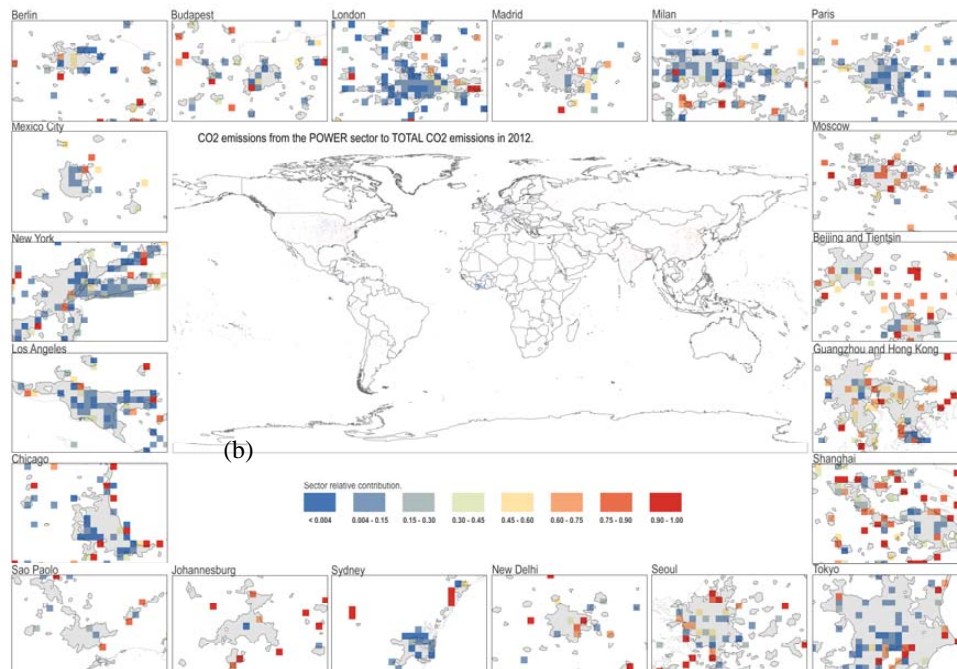 Berlin
Budapest
London
Madrid
Milan
Paris
Mexico City
CO2 emissions from the POWER sector to TOTAL CO2 emissions in 2012.
Moscow
New York
Beijing and Tientsin
Los Angeles
Guangzhou and Hong Kong
(b)
Chicago
Sector relative contribution.
Shanghai
< 0.004 0.004 - 0.15 0.15 - 0.30 0.30 - 0.45 0.45 - 0.60 0.60 - 0.75 0.75 - 0.90 0.90 - 1.00
Sao Paolo
Johannesburg
Sydney
New Delhi
Seoul
Tokyo